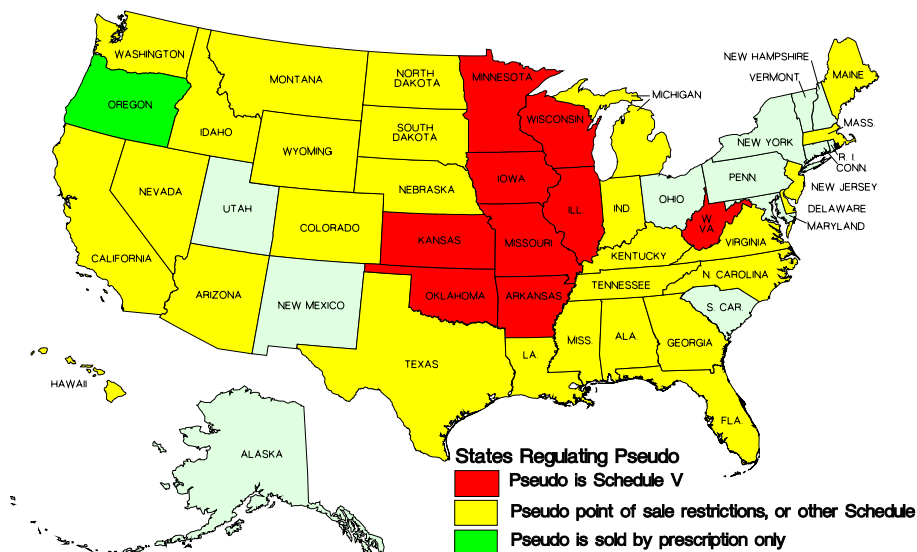 WASHINGTON
OREGON
MONTANA
IDAHO
WYOMING
NORTH
DAKOTA
SOUTH
DAKOTA
NEBRASKA
MINNESOTA
WISCONSIN
IOWA
ILL.
MICHIGAN
NEW HAMPSHIRE
VERMONT
MAINE
MASS.
NEW YORK
R. I.
CONN.
PENN.
NEW JERSEY
DELAWARE
MARYLAND
OHIO
IND.
W.
VA.
VIRGINIA
KENTUCKY
N. CAROLINA
TENNESSEE
S. CAR.
NEVADA
UTAH
COLORADO
KANSAS
MISSOURI
CALIFORNIA
ARIZONA
NEW MEXICO
OKLAHOMA
ARKANSAS
TEXAS
LA.
MISS.
ALA.
GEORGIA
FLA.
HAWAII
ALASKA
States Regulating Pseudo
Pseudo is Schedule V
Pseudo point of sale restrictions, or other Schedule
Pseudo is sold by prescription only